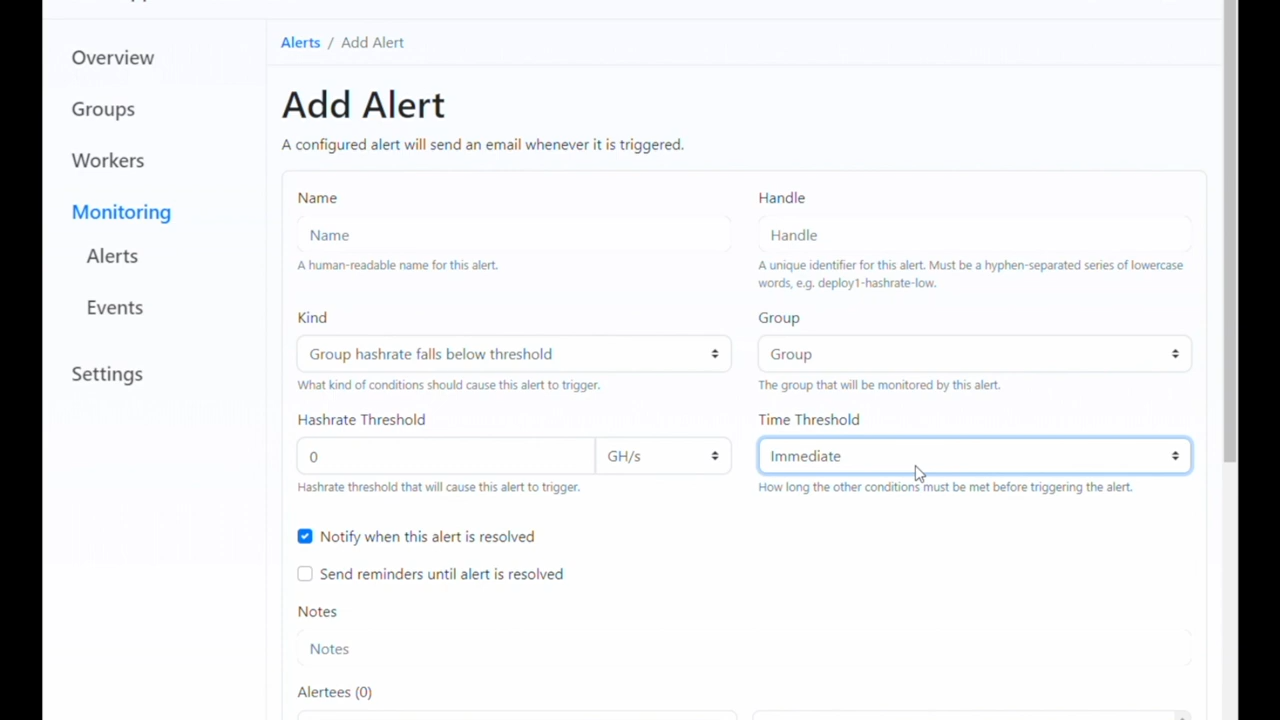 Alerts / Add Alert
Overview
Groups
Workers
Monitoring
Alerts
Events
Settings
Add Alert
A configured alert will send an email whenever it is triggered.
Name
Name
A human-readable name for this alert.
Handle
Handle
A unique identifier for this alert. Must be a hyphen-separated series of lowercase
words, e.g. deploy1-hashrate-low.
Kind
Group hashrate falls below threshold
What kind of conditions should cause this alert to trigger.
Group
Group
The group that will be monitored by this alert.
Hashrate Threshold
0 GH/s
Hashrate threshold that will cause this alert to trigger.
Time Threshold
Immediate
How long the other conditions must be met before triggering the alert.
Notify when this alert is resolved
Send reminders until alert is resolved
Notes
Notes
Alertees (0)